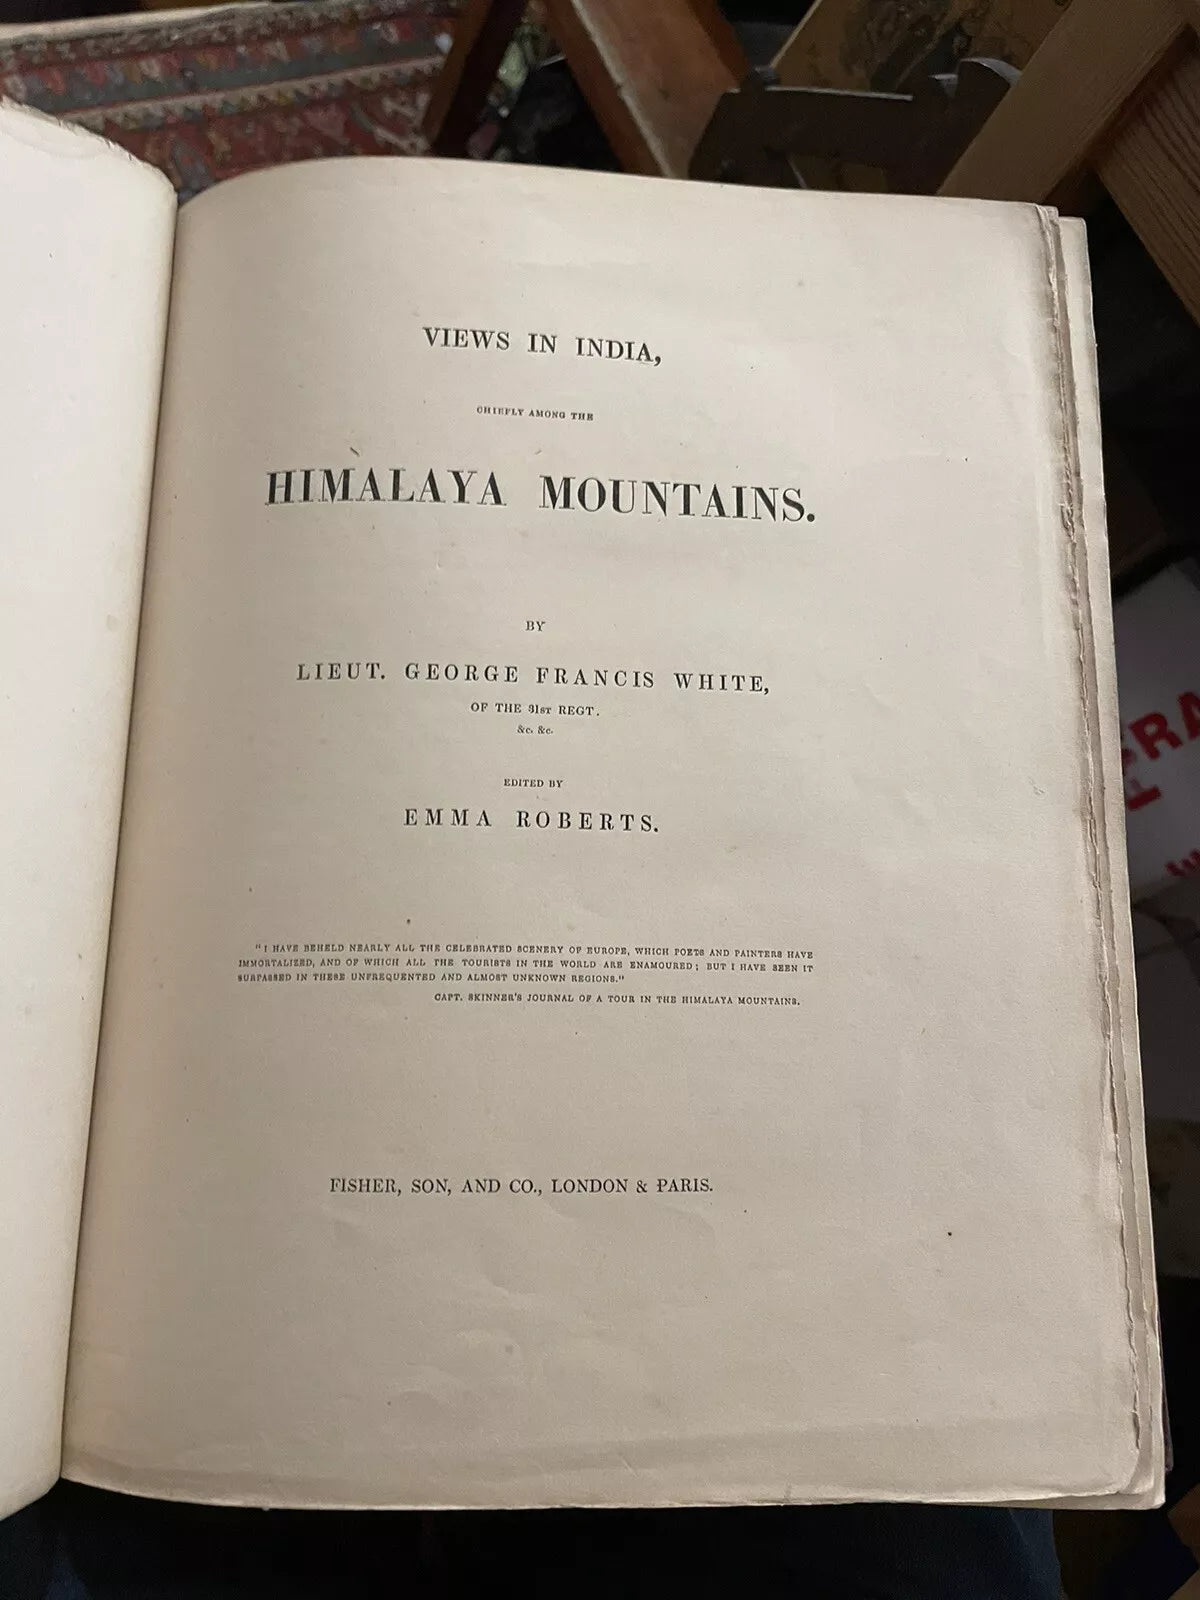 VIEWS IN INDIA,
CHIEFLY AMONG THE
HIMALAYA MOUNTAINS.
BY
LIEUT. GEORGE FRANCIS WHITE,
OF THE 31ST REGT.
&c. &c.
EDITED BY
EMMA ROBERTS.
"I HAVE BEHELD NEARLY ALL THE CELEBRATED SCENERY OF EUROPE, WHICH POETS AND PAINTERS HAVE
IMMORTALIZED, AND OF WHICH ALL THE TOURISTS IN THE WORLD ARE ENAMOURED; BUT I HAVE SEEN IT
SURPASSED IN THESE UNFREQUENTED AND ALMOST UNKNOWN REGIONS."
CAPT. SKINNER'S JOURNAL OF A TOUR IN THE HIMALAYA MOUNTAINS.
FISHER, SON, AND CO., LONDON & PARIS.